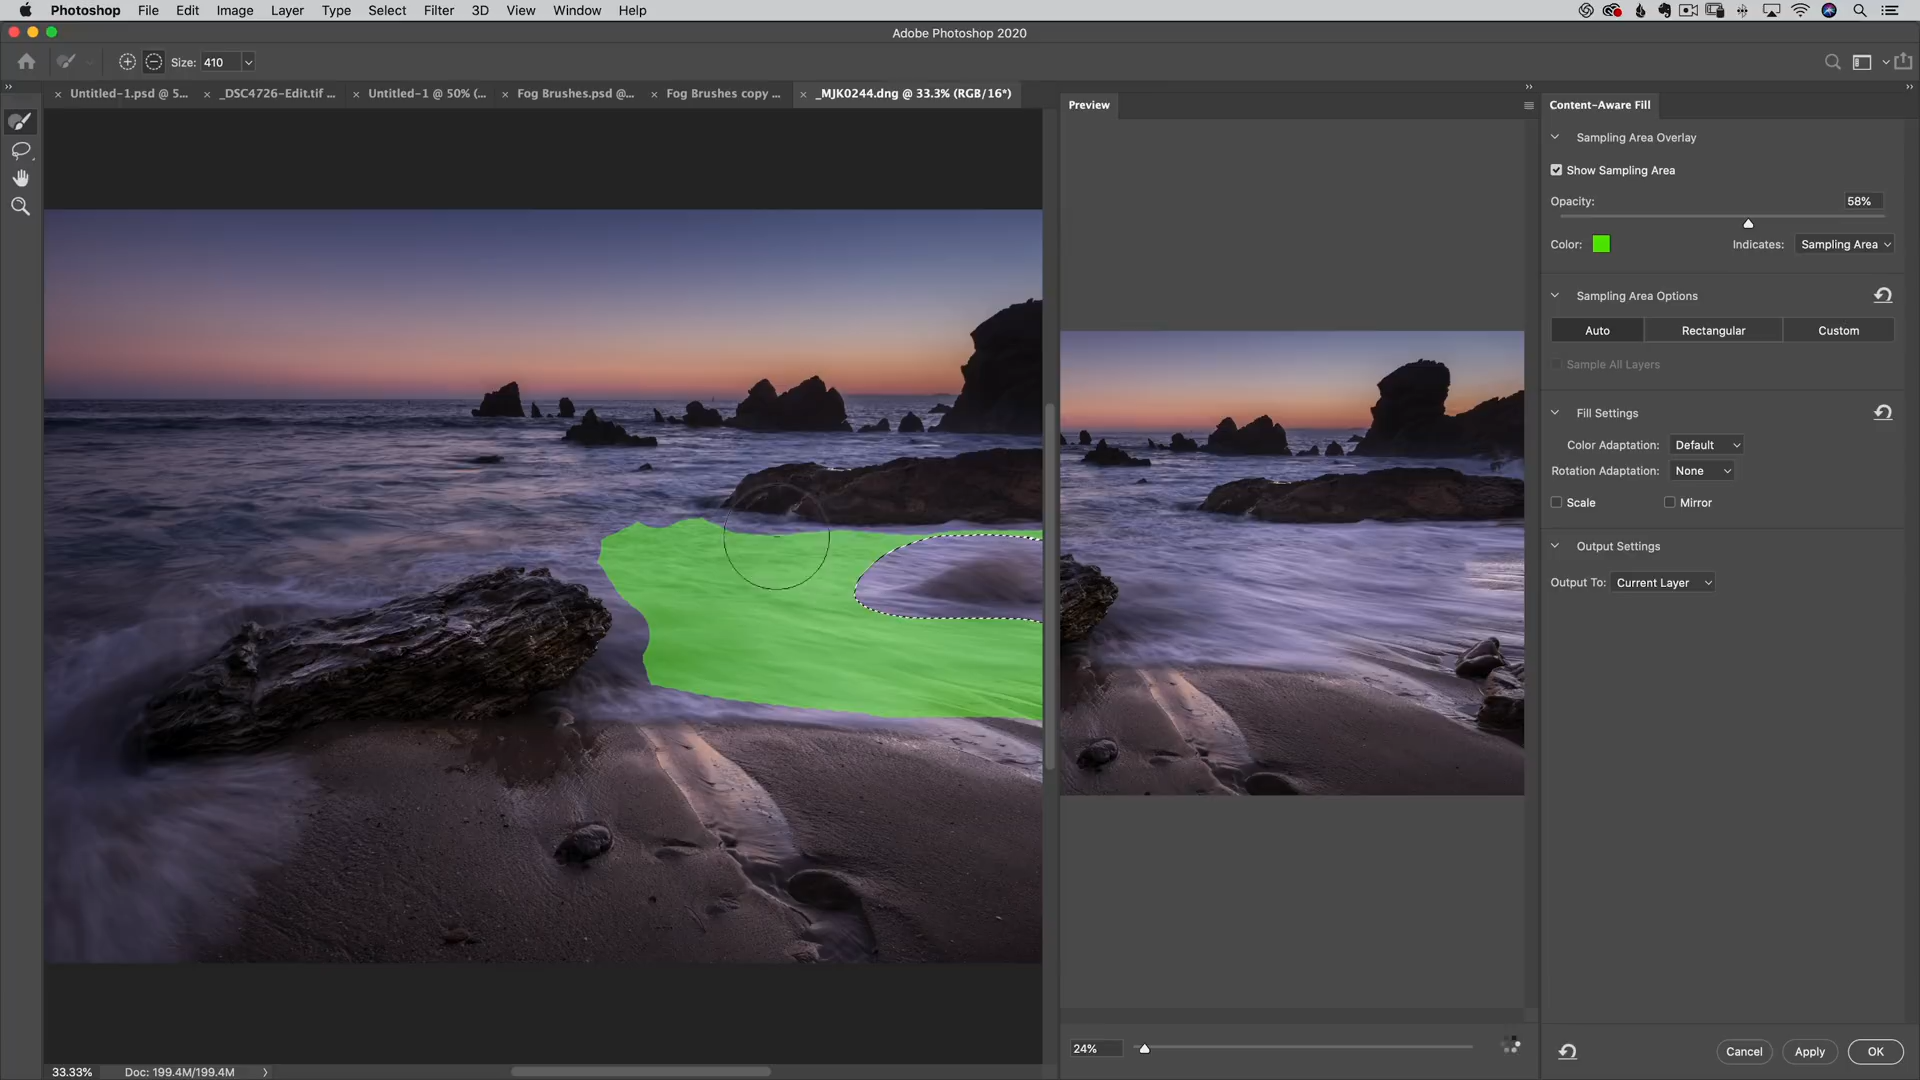 Photoshop File Edit Image Layer Type Select Filter 3D View Window Help
Adobe Photoshop 2020
Size: 410
Untitled-1.psd @ 5... _DSC4726-Edit.tif ... Untitled-1 @ 50% (... Fog Brushes.psd @... Fog Brushes copy ... _MJK0244.dng @ 33.3% (RGB/16*)
Preview
Content-Aware Fill
Sampling Area Overlay
Show Sampling Area
Opacity: 58%
Color: Indicates: Sampling Area
Sampling Area Options
Auto Rectangular Custom
Sample All Layers
Fill Settings
Color Adaptation: Default
Rotation Adaptation: None
Scale Mirror
Output Settings
Output To: Current Layer
24%
Cancel Apply OK
33.33% Doc: 199.4M/199.4M